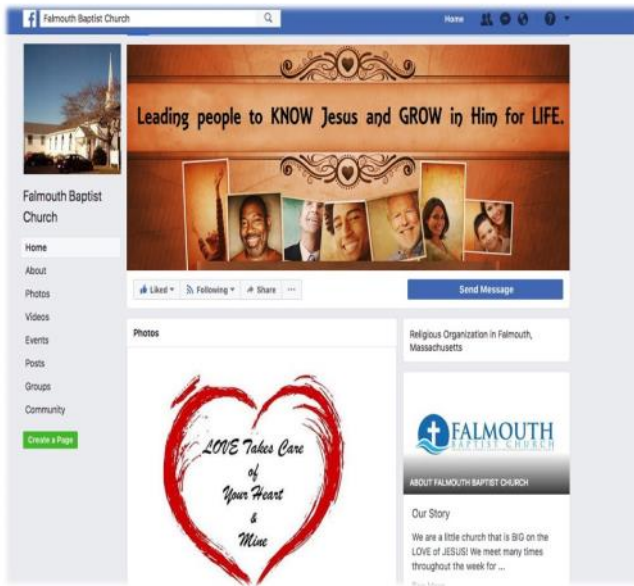 Falmouth Baptist Church
Home
Leading people to KNOW Jesus and GROW in Him for LIFE.
Falmouth Baptist
Church
Home
About
Photos
Videos
Events
Posts
Groups
Community
Create a Page
Liked
Following
Share
Send Message
Photos
LOVE Takes Care
of
Your Heart
&
Mine
Religious Organization in Falmouth,
Massachusetts
FALMOUTH
BAPTIST CHURCH
ABOUT FALMOUTH BAPTIST CHURCH
Our Story
We are a little church that is BIG on the
LOVE of JESUS! We meet many times
throughout the week for ...